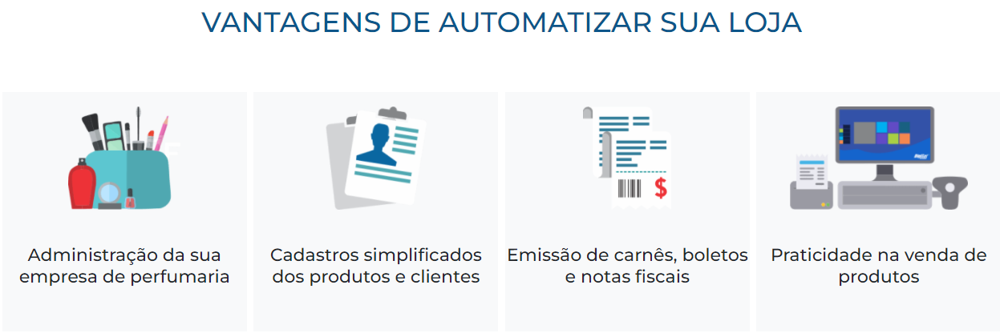 VANTAGENS DE AUTOMATIZAR SUA LOJA
Administração da sua
empresa de perfumaria
Cadastros simplificados
dos produtos e clientes
$
Emissão de carnês, boletos
e notas fiscais
Praticidade na venda de
produtos